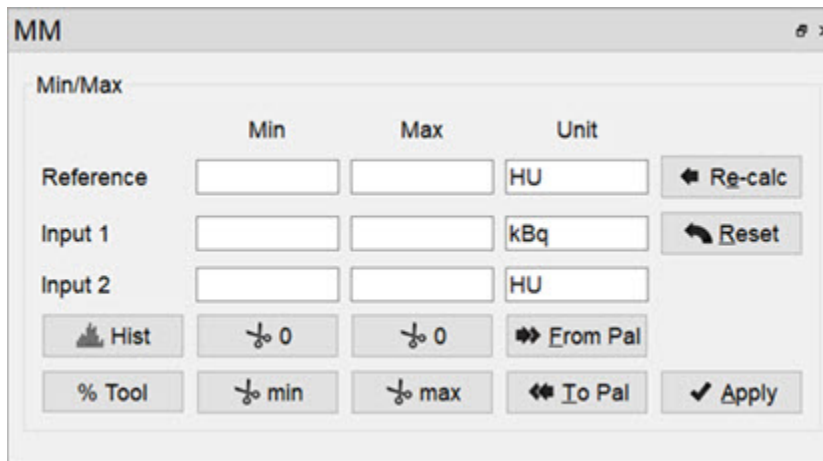 MM
Min/Max
Min Max Unit
Reference HU Re-calc
Input 1 kBq Reset
Input 2 HU
Hist 0 0 From Pal
% Tool min max To Pal Apply